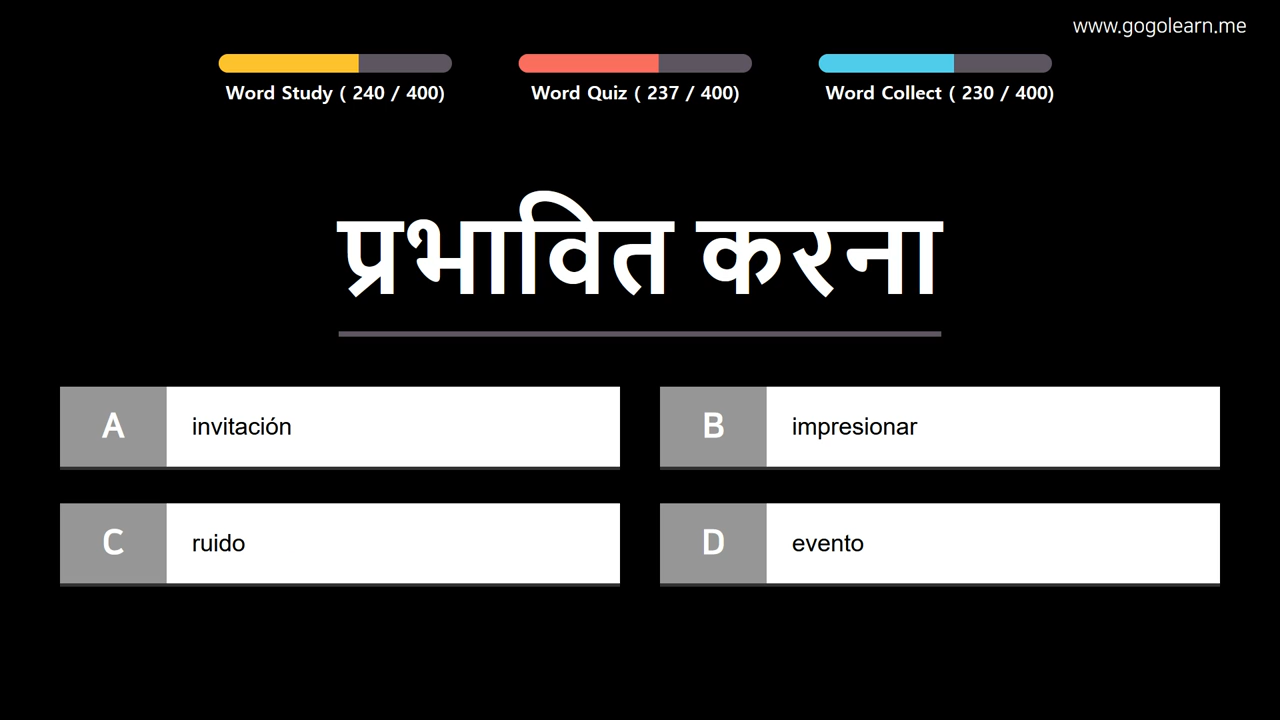 www.gogolearn.me
Word Study ( 240 / 400)
Word Quiz ( 237 / 400)
Word Collect ( 230 / 400)
प्रभावित करना
A invitación
B impresionar
C ruido
D evento